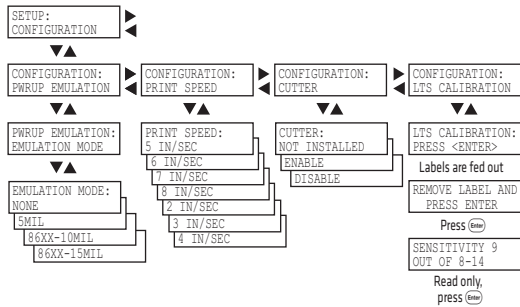 SETUP:
CONFIGURATION
CONFIGURATION:
PWRUP EMULATION
CONFIGURATION:
PRINT SPEED
CONFIGURATION:
CUTTER
CONFIGURATION:
LTS CALIBRATION
PWRUP EMULATION:
EMULATION MODE
PRINT SPEED:
5 IN/SEC
6 IN/SEC
7 IN/SEC
8 IN/SEC
2 IN/SEC
3 IN/SEC
4 IN/SEC
CUTTER:
NOT INSTALLED
ENABLE
DISABLE
LTS CALIBRATION:
PRESS <ENTER>
Labels are fed out
EMULATION MODE:
NONE
5MIL
86XX-10MIL
86XX-15MIL
REMOVE LABEL AND
PRESS ENTER
Press Enter
SENSITIVITY 9
OUT OF 8-14
Read only,
press Enter